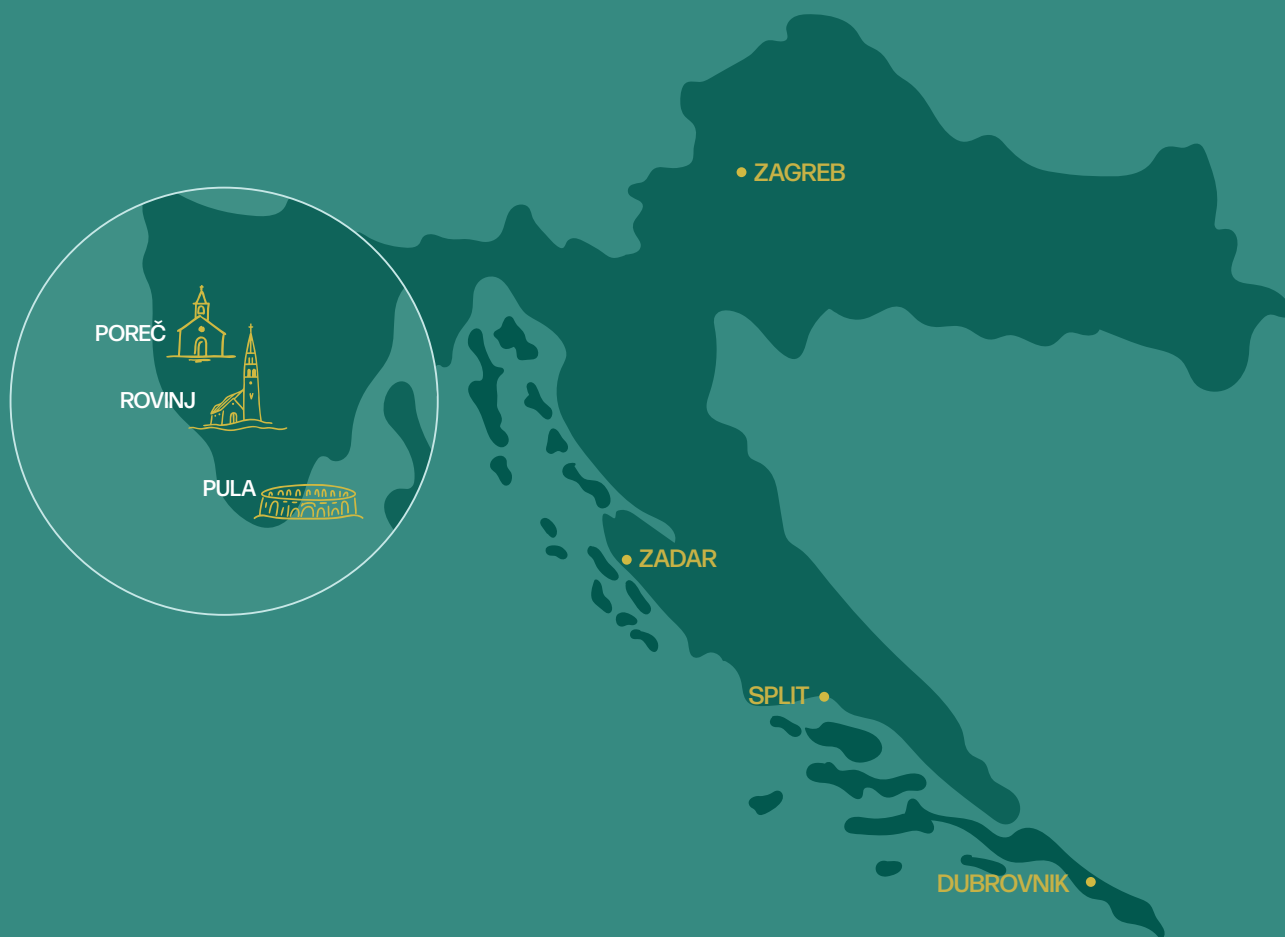 ZAGREB
POREČ
ROVINJ
PULA
ZADAR
SPLIT
DUBROVNIK